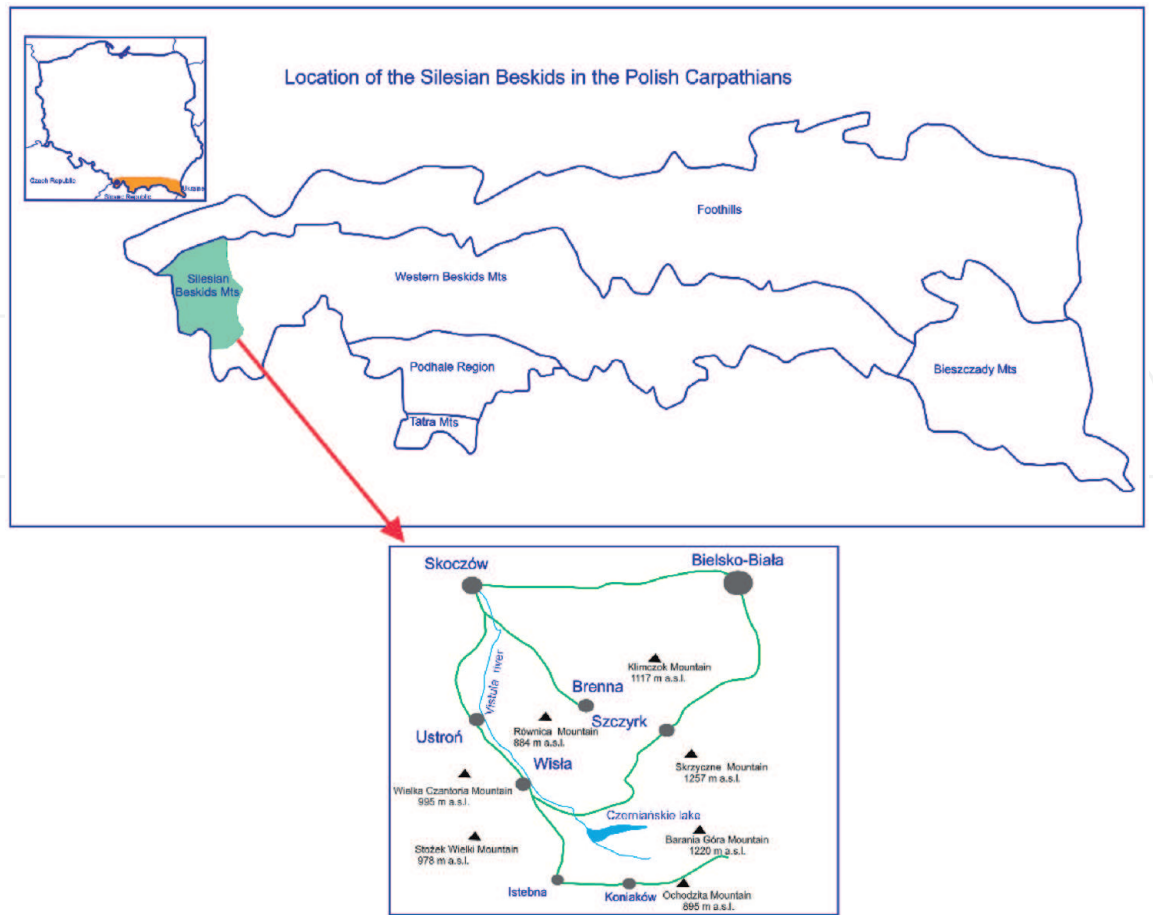 Location of the Silesian Beskids in the Polish Carpathians
Czech Republic
Slovac Republic
Ukraine
Foothills
Silesian
Beskids Mts
Western Beskids Mts
Podhale Region
Bieszczady Mts
Tatra Mts
Skoczów
Bielsko-Biała
Vistula river
Klimczok Mountain
1117 m a.s.l.
Brenna
Szczyrk
Ustroń
Równica Mountain
884 m a.s.l.
Wisła
Skrzyczne Mountain
1257 m a.s.l.
Wielka Czantoria Mountain
995 m a.s.l.
Czerniańskie lake
Stożek Wielki Mountain
978 m a.s.l.
Barania Góra Mountain
1220 m a.s.l.
Istebna
Koniaków
Ochodzita Mountain
895 m a.s.l.